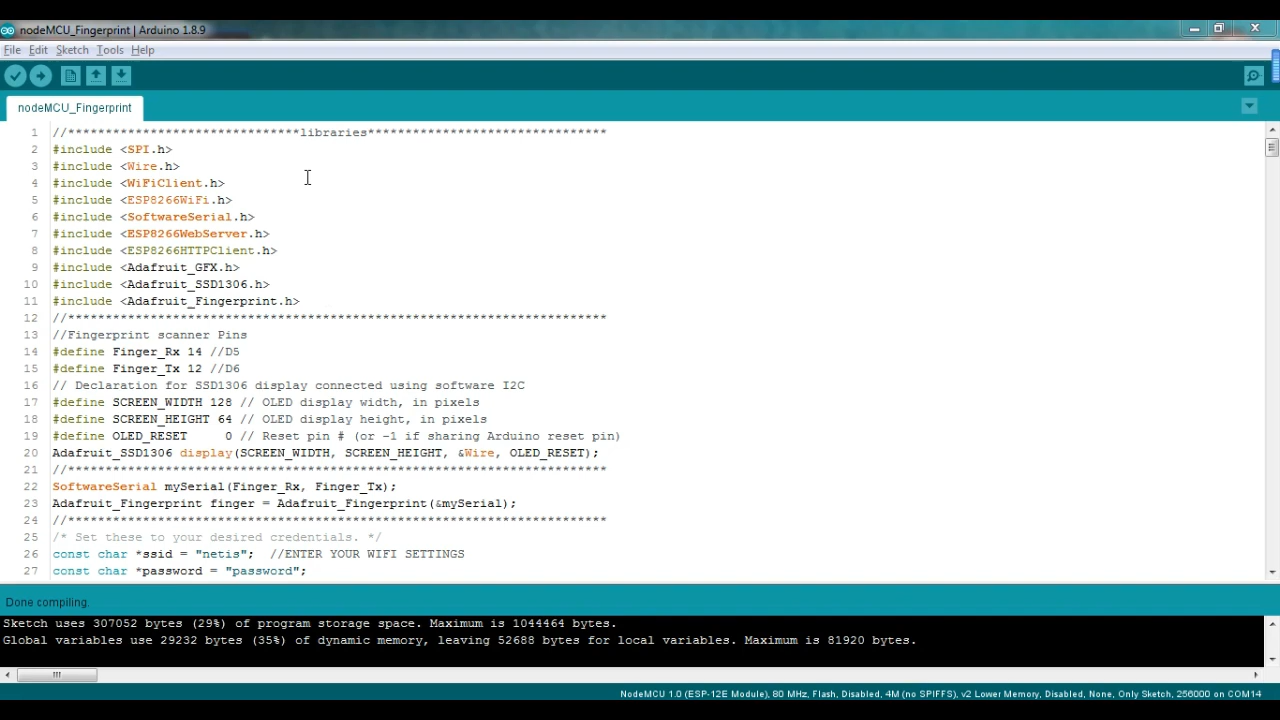 nodeMCU_Fingerprint | Arduino 1.8.9
File Edit Sketch Tools Help
nodeMCU_Fingerprint
1 //*******************************libraries********************************
2 #include <SPI.h>
3 #include <Wire.h>
4 #include <WiFiClient.h>
5 #include <ESP8266WiFi.h>
6 #include <SoftwareSerial.h>
7 #include <ESP8266WebServer.h>
8 #include <ESP8266HTTPClient.h>
9 #include <Adafruit_GFX.h>
10 #include <Adafruit_SSD1306.h>
11 #include <Adafruit_Fingerprint.h>
12 //************************************************************************
13 //Fingerprint scanner Pins
14 #define Finger_Rx 14 //D5
15 #define Finger_Tx 12 //D6
16 // Declaration for SSD1306 display connected using software I2C
17 #define SCREEN_WIDTH 128 // OLED display width, in pixels
18 #define SCREEN_HEIGHT 64 // OLED display height, in pixels
19 #define OLED_RESET     0 // Reset pin # (or -1 if sharing Arduino reset pin)
20 Adafruit_SSD1306 display(SCREEN_WIDTH, SCREEN_HEIGHT, &Wire, OLED_RESET);
21 //************************************************************************
22 SoftwareSerial mySerial(Finger_Rx, Finger_Tx);
23 Adafruit_Fingerprint finger = Adafruit_Fingerprint(&mySerial);
24 //************************************************************************
25 /* Set these to your desired credentials. */
26 const char *ssid = "netis";  //ENTER YOUR WIFI SETTINGS
27 const char *password = "password";
Done compiling.
Sketch uses 307052 bytes (29%) of program storage space. Maximum is 1044464 bytes.
Global variables use 29232 bytes (35%) of dynamic memory, leaving 52688 bytes for local variables. Maximum is 81920 bytes.
NodeMCU 1.0 (ESP-12E Module), 80 MHz, Flash, Disabled, 4M (no SPIFFS), v2 Lower Memory, Disabled, None, Only Sketch, 256000 on COM14